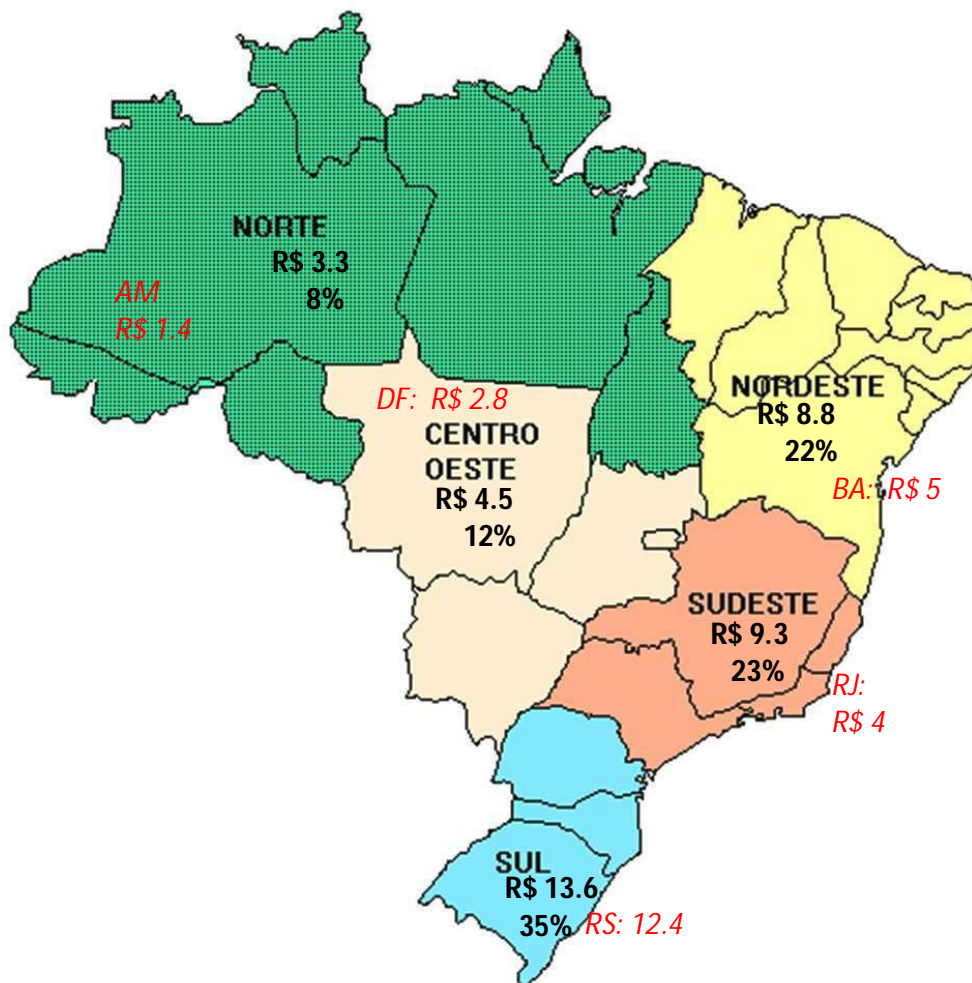 NORTE
R$ 3.3
8%
AM
R$ 1.4
DF: R$ 2.8
CENTRO
OESTE
R$ 4.5
12%
NORDESTE
R$ 8.8
22%
BA: R$ 5
SUDESTE
R$ 9.3
23%
RJ:
R$ 4
SUL
R$ 13.6
35%
RS: 12.4